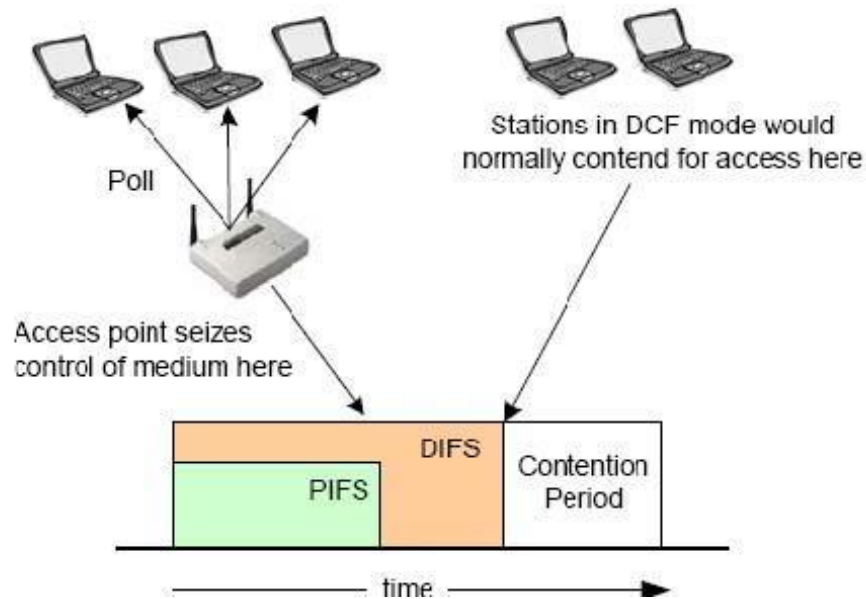 Stations in DCF mode would
normally contend for access here
Poll
Access point seizes
control of medium here
DIFS
PIFS
Contention
Period
time